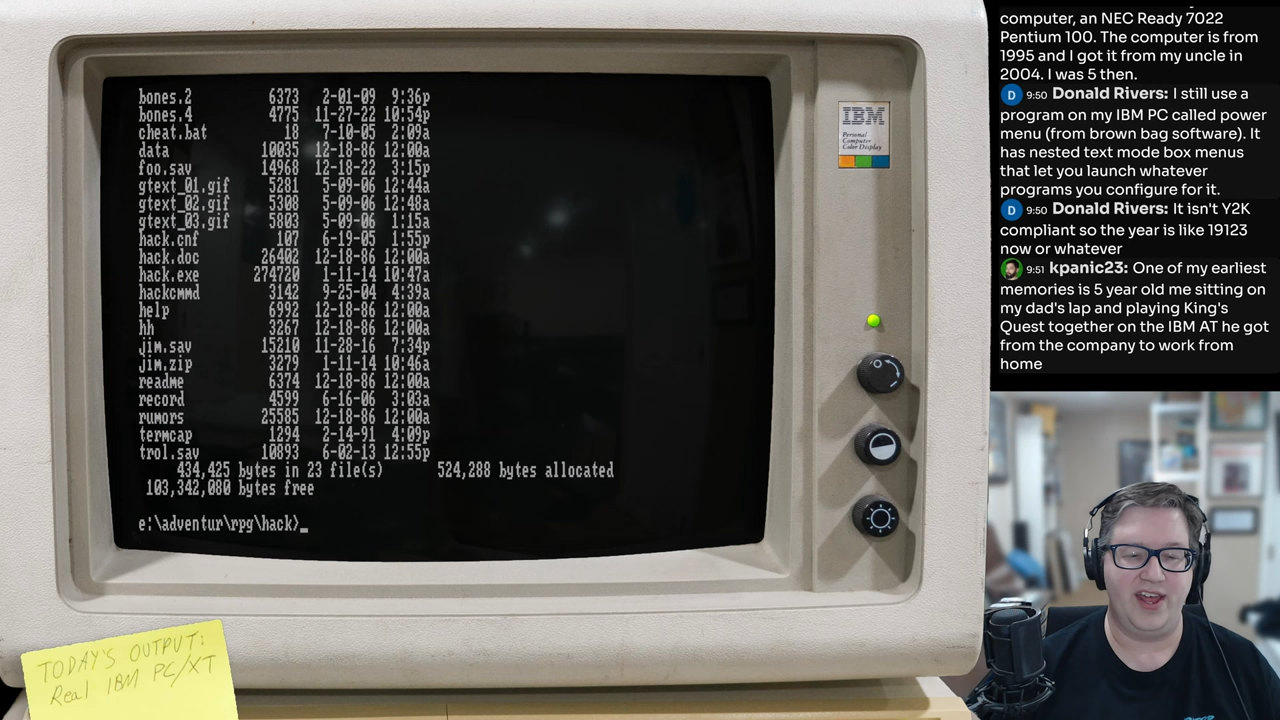 bones.2 6373 2-01-09 9:36p
bones.4 4775 11-27-22 10:54p
cheat.bat 18 7-10-05 2:09a
data 10035 12-18-86 12:00a
foo.sav 14968 12-18-22 3:15p
gtext_01.gif 5281 5-09-06 12:44a
gtext_02.gif 5308 5-09-06 12:48a
gtext_03.gif 5803 5-09-06 1:15a
hack.cnf 107 6-19-05 1:55p
hack.doc 26402 12-18-86 12:00a
hack.exe 274720 1-11-14 10:47a
hackcmmd 3142 9-25-04 4:39a
help 6992 12-18-86 12:00a
hh 3267 12-18-86 12:00a
jim.sav 15210 11-28-16 7:34p
jim.zip 3279 1-11-14 10:46a
readme 6374 12-18-86 12:00a
record 4599 6-16-06 3:03a
rumors 25585 12-18-86 12:00a
termcap 1294 2-14-91 4:09p
trol.sav 10893 6-02-13 12:55p
434,425 bytes in 23 file(s) 524,288 bytes allocated
103,342,080 bytes free
e:\adventur\rpg\hack>_
IBM
Personal
Computer
Color Display
TODAY'S OUTPUT:
Real IBM PC/XT
computer, an NEC Ready 7022
Pentium 100. The computer is from
1995 and I got it from my uncle in
2004. I was 5 then.
D 9:50 Donald Rivers: I still use a
program on my IBM PC called power
menu (from brown bag software). It
has nested text mode box menus
that let you launch whatever
programs you configure for it.
D 9:50 Donald Rivers: It isn't Y2K
compliant so the year is like 19123
now or whatever
9:51 kpanic23: One of my earliest
memories is 5 year old me sitting on
my dad's lap and playing King's
Quest together on the IBM AT he got
from the company to work from
home